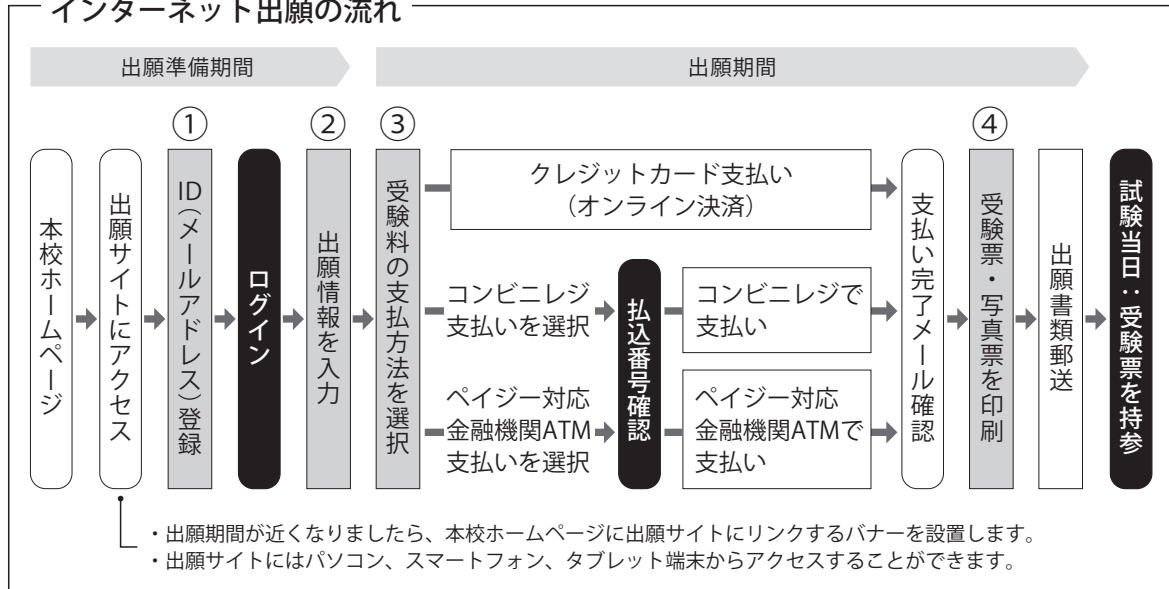 インターネット出願の流れ
出願準備期間
出願期間
①
②
③
④
本校ホームページ
出願サイトにアクセス
ID（メールアドレス）登録
ログイン
出願情報を入力
受験料の支払方法を選択
クレジットカード支払い
（オンライン決済）
コンビニレジ
支払いを選択
ペイジー対応
金融機関ATM
支払いを選択
払込番号確認
コンビニレジで
支払い
ペイジー対応
金融機関ATMで
支払い
支払い完了メール確認
受験票・写真票を印刷
出願書類郵送
試験当日：受験票を持参
・出願期間が近くなりましたら、本校ホームページに出願サイトにリンクするバナーを設置します。
・出願サイトにはパソコン、スマートフォン、タブレット端末からアクセスすることができます。